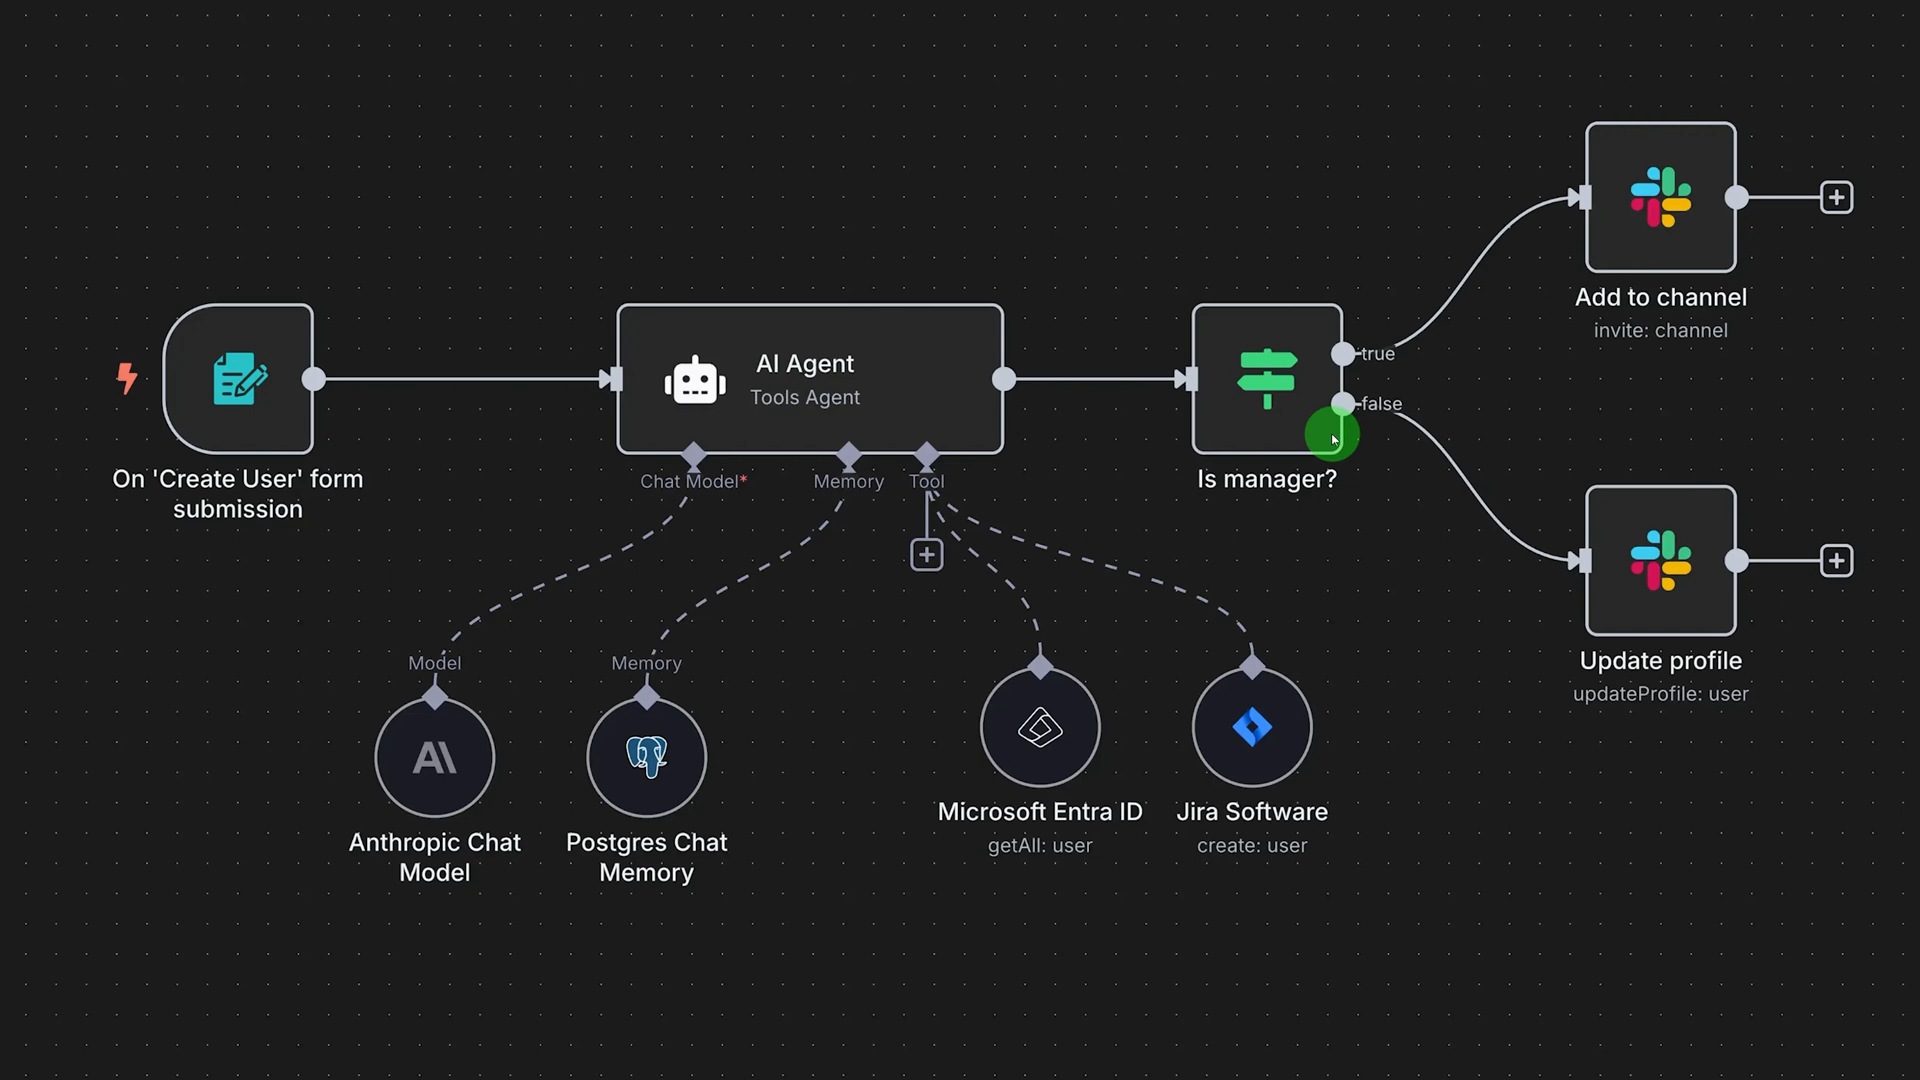 On 'Create User' form
submission
AI Agent
Tools Agent
Chat Model*
Memory
Tool
Is manager?
true
false
Add to channel
invite: channel
Update profile
updateProfile: user
Model
Memory
Anthropic Chat
Model
Postgres Chat
Memory
Microsoft Entra ID
getAll: user
Jira Software
create: user